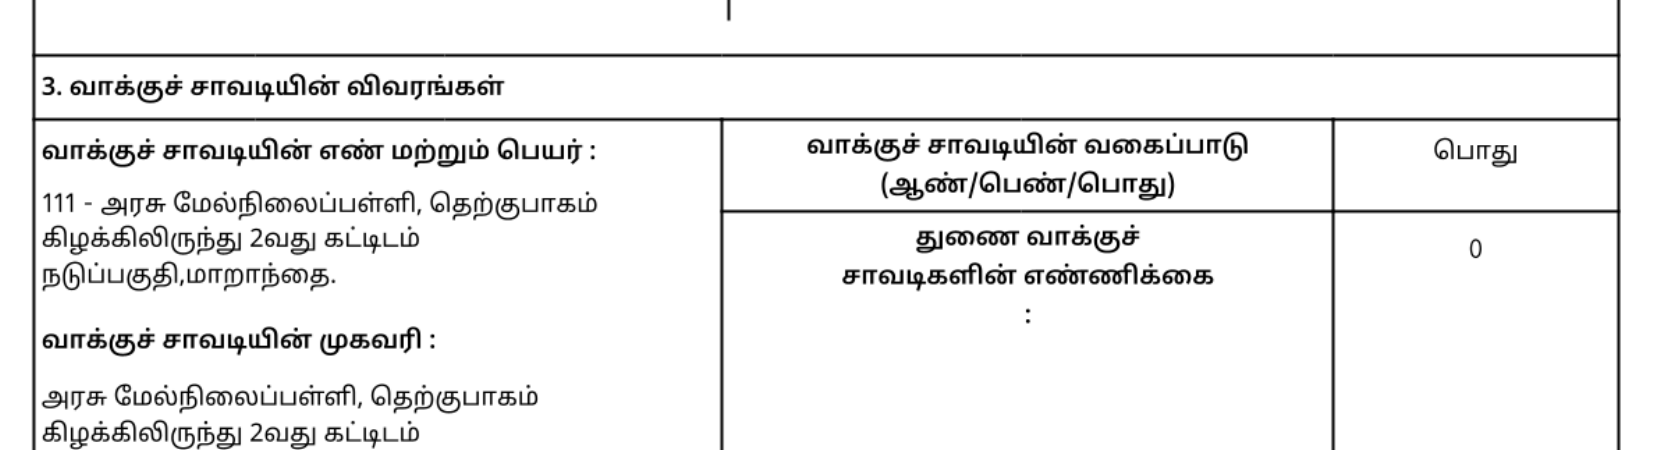 3. வாக்குச் சாவடியின் விவரங்கள்
வாக்குச் சாவடியின் எண் மற்றும் பெயர் :
111 - அரசு மேல்நிலைப்பள்ளி, தெற்குபாகம்
கிழக்கிலிருந்து 2வது கட்டிடம்
நடுப்பகுதி,மாறாந்தை.
வாக்குச் சாவடியின் முகவரி :
அரசு மேல்நிலைப்பள்ளி, தெற்குபாகம்
கிழக்கிலிருந்து 2வது கட்டிடம்
வாக்குச் சாவடியின் வகைப்பாடு
(ஆண்/பெண்/பொது)
பொது
துணை வாக்குச்
சாவடிகளின் எண்ணிக்கை
:
0